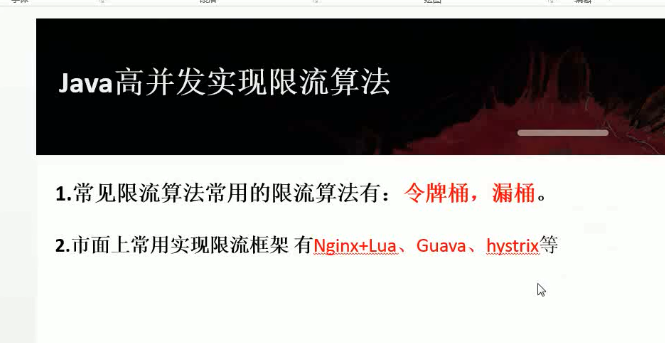 Java高并发实现限流算法
1.常见限流算法常用的限流算法有：令牌桶，漏桶。
2.市面上常用实现限流框架 有Nginx+Lua、Guava、hystrix等